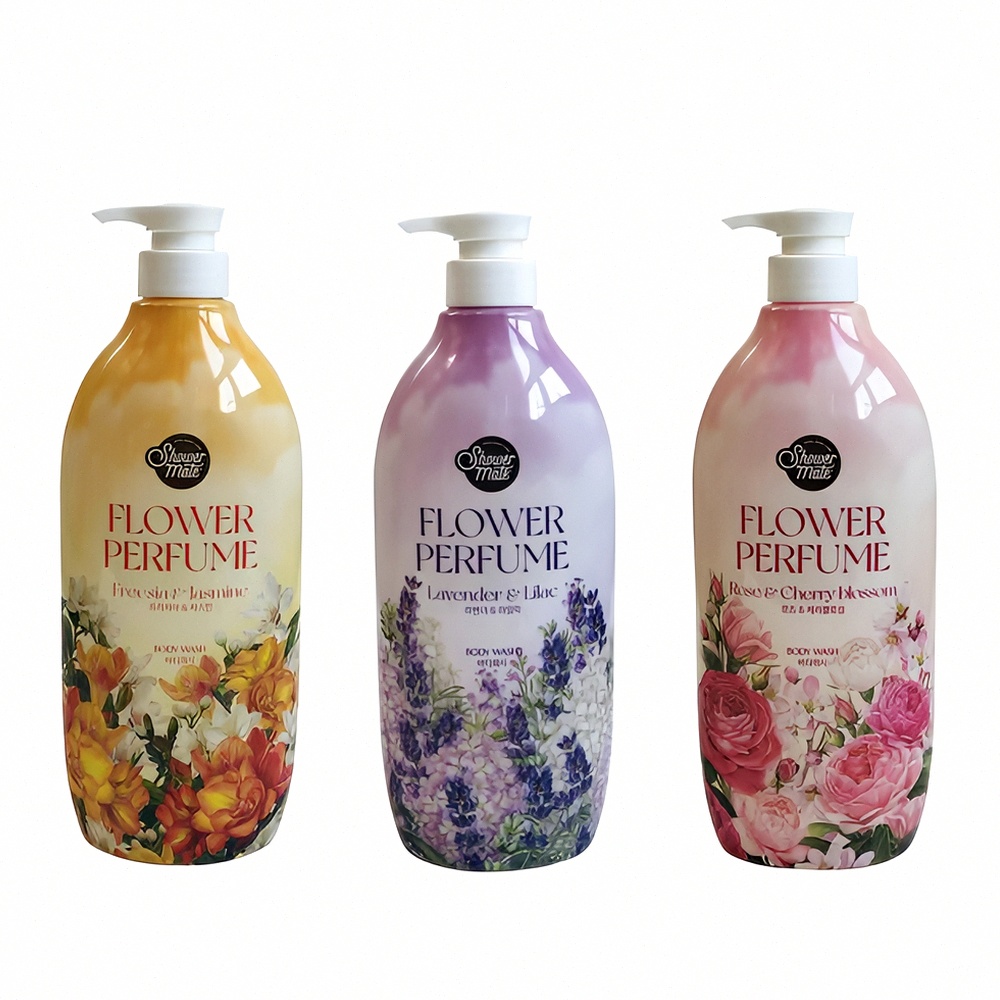 Shower
Mate
FLOWER
PERFUME
Freesia & Jasmine
BODY WASH
Shower
Mate
FLOWER
PERFUME
Lavender & Lilac
BODY WASH
Shower
Mate
FLOWER
PERFUME
Rose & Cherry blossom
BODY WASH